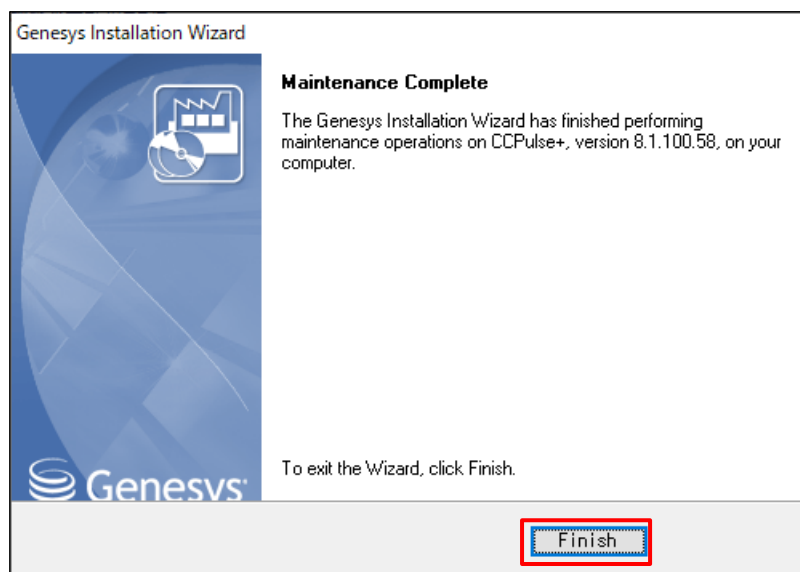 Genesys Installation Wizard
Maintenance Complete
The Genesys Installation Wizard has finished performing
maintenance operations on CCPulse+, version 8.1.100.58, on your
computer.
To exit the Wizard, click Finish.
Genesys
Finish